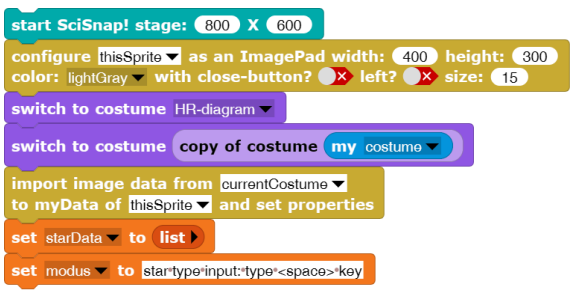 start SciSnap! stage: 800 X 600
configure thisSprite as an ImagePad width: 400 height: 300
color: lightGray with close-button? left? size: 15
switch to costume HR-diagram
switch to costume copy of costume my costume
import image data from currentCostume
to myData of thisSprite and set properties
set starData to list
set modus to star•type•input:•type•<space>•key